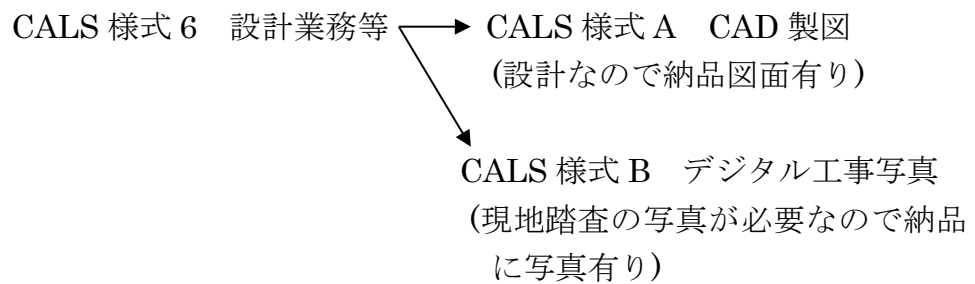 CALS 様式 6　設計業務等
CALS 様式 A　CAD 製図
(設計なので納品図面有り)
CALS 様式 B　デジタル工事写真
(現地踏査の写真が必要なので納品
に写真有り)